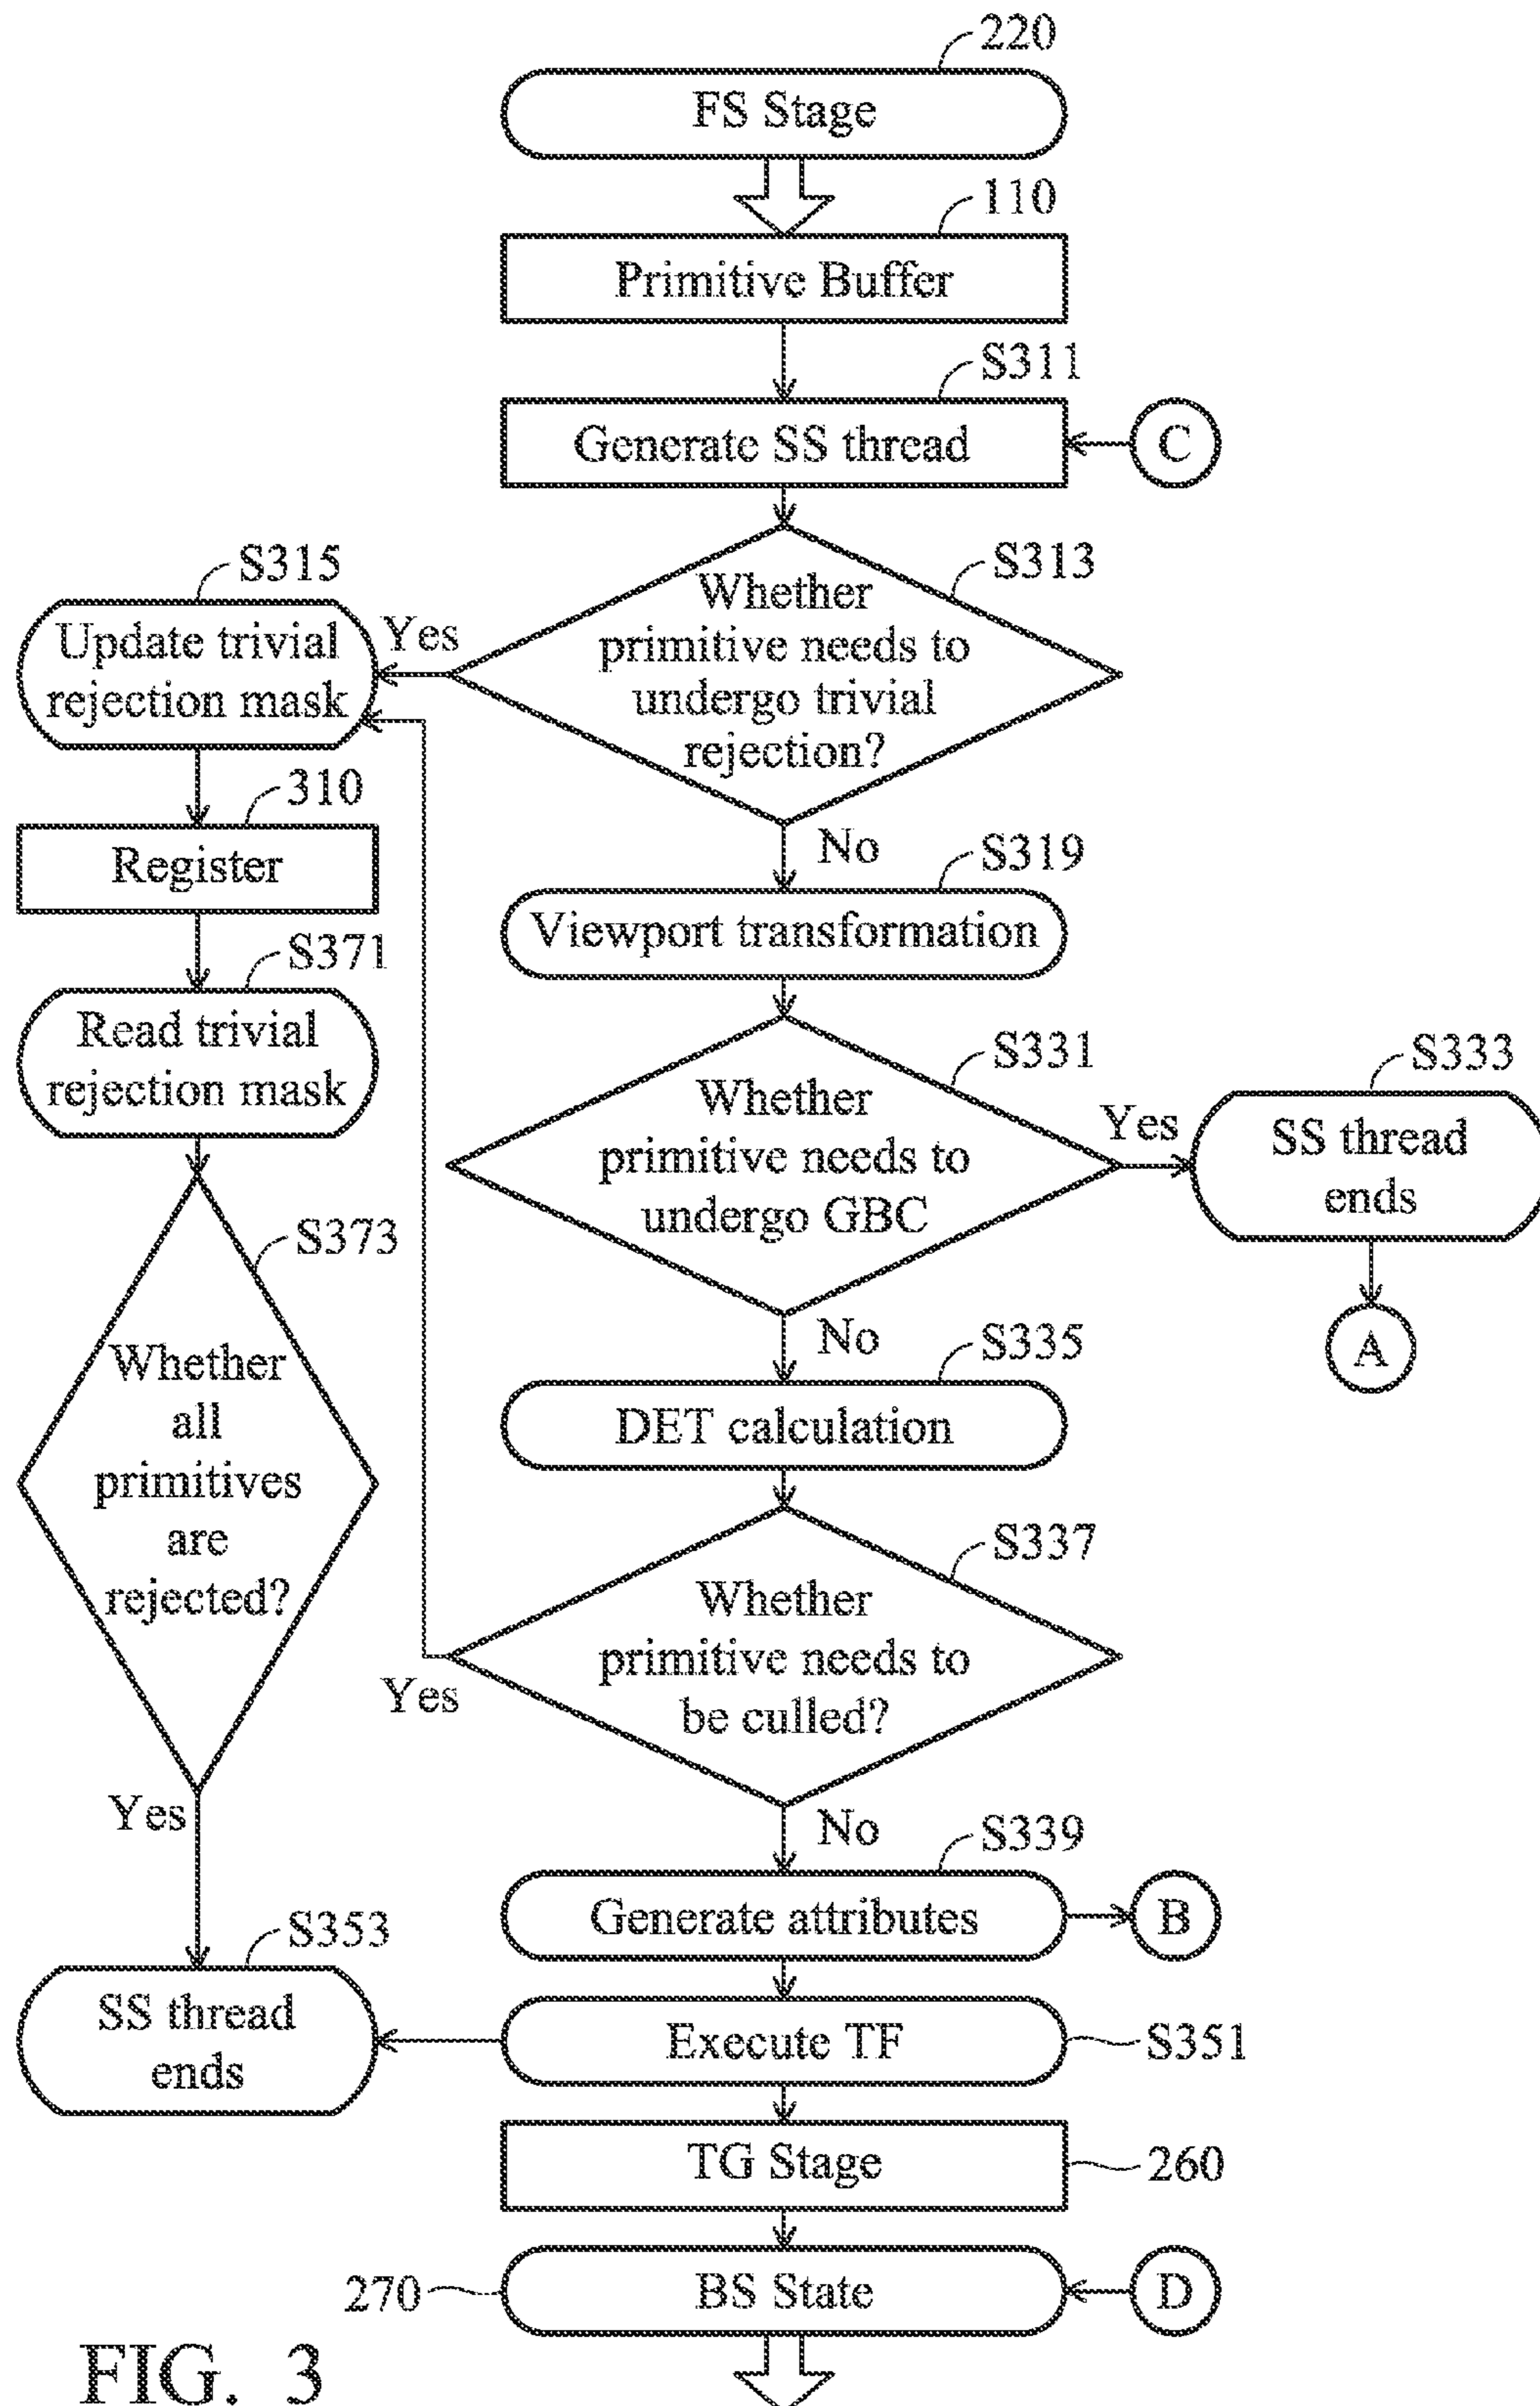 220
FS Stage
110
Primitive Buffer
S311
Generate SS thread
C
S315
Update trivial
rejection mask
Yes
S313
Whether
primitive needs to
undergo trivial
rejection?
310
Register
No
S319
Viewport transformation
S371
Read trivial
rejection mask
S331
Whether
primitive needs to
undergo GBC
Yes
S333
SS thread
ends
A
S373
Whether
all
primitives
are
rejected?
No
S335
DET calculation
S337
Whether
primitive needs to
be culled?
Yes
Yes
No
S339
Generate attributes
B
S353
SS thread
ends
Execute TF
S351
TG Stage
260
270
BS State
D
FIG. 3